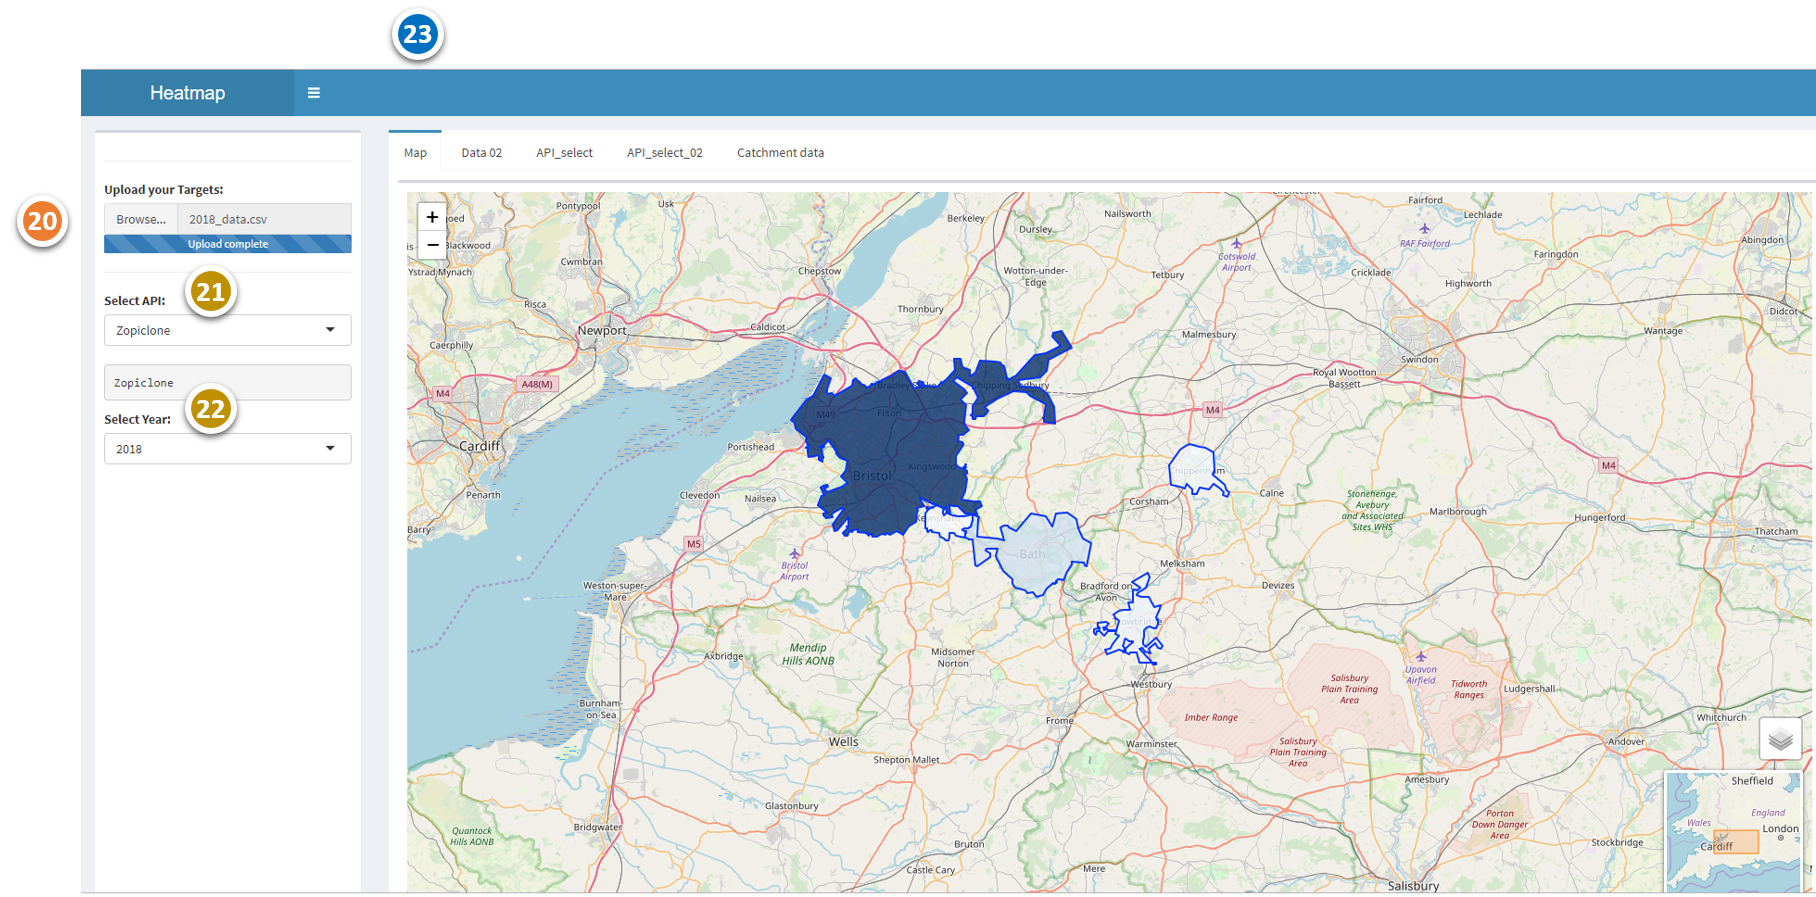 23
Heatmap
Map
Data 02
API_select
API_select_02
Catchment data
20
Upload your Targets:
Browse...
2018_data.csv
Upload complete
21
Select API:
Zopiclone
Zopiclone
22
Select Year:
2018
+
−
Pontypool
Usk
Berkeley
Nailsworth
Fairford
Lechlade
Dursley
RAF Fairford
Abingdon
Blackwood
Cotswold
Airport
Faringdon
Ystrad Mynach
Cwmbran
Chepstow
Wotton-under-
Edge
Tetbury
Cricklade
Highworth
Risca
Thornbury
Didcot
Newport
Caldicot
Malmesbury
Wantage
Caerphilly
Swindon
Royal Wootton
Bassett
A48(M)
M4
Chipping Sodbury
M49
Filton
M4
Cardiff
Portishead
Kingswood
Bristol
M4
Penarth
Clevedon
Nailsea
Corsham
Calne
Stonehenge,
Avebury
and Associated
Sites WHS
Marlborough
Hungerford
Barry
Thatcham
M5
Bath
Bristol
Airport
Melksham
Weston-super-
Mare
Bradford on
Avon
Devizes
Axbridge
Mendip
Hills AONB
Midsomer
Norton
Westbury
Upavon
Airfield
Salisbury
Plain Training
Area
Tidworth
Ranges
Ludgershall
Burnham-
on-Sea
Frome
Imber Range
Whitchurch
Wells
Warminster
Salisbury
Plain Training
Area
Andover
Shepton Mallet
Amesbury
Sheffield
Glastonbury
Quantock
Hills AONB
Bridgwater
Porton
Down Danger
Area
Wales
England
London
Cardiff
Bruton
Stockbridge
Castle Cary
Mere
Salisbury